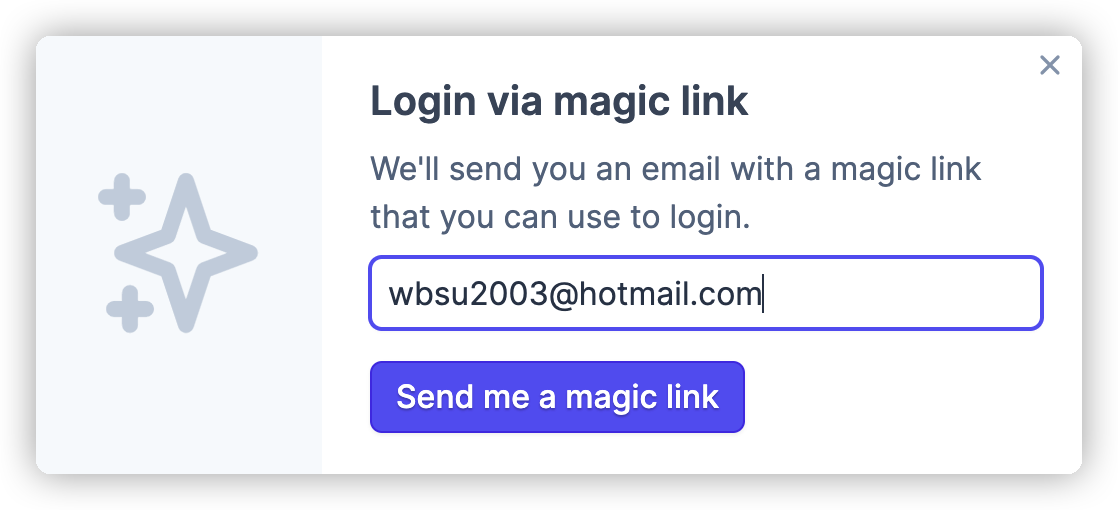 Login via magic link
We'll send you an email with a magic link
that you can use to login.
wbsu2003@hotmail.com
Send me a magic link